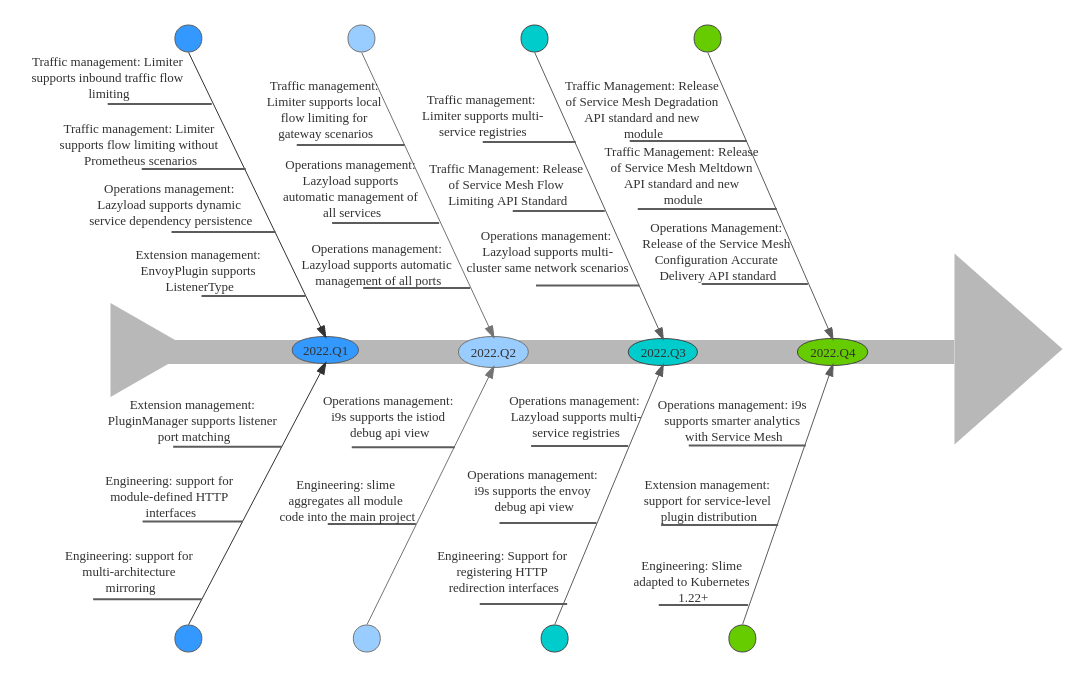 Traffic management: Limiter
supports inbound traffic flow
limiting
Traffic management: Limiter
supports flow limiting without
Prometheus scenarios
Operations management:
Lazyload supports dynamic
service dependency persistence
Extension management:
EnvoyPlugin supports
ListenerType
Traffic management:
Limiter supports local
flow limiting for
gateway scenarios
Operations management:
Lazyload supports
automatic management of
all services
Operations management:
Lazyload supports automatic
management of all ports
Traffic management:
Limiter supports multi-
service registries
Traffic Management: Release
of Service Mesh Flow
Limiting API Standard
Operations management:
Lazyload supports multi-
cluster same network scenarios
Traffic Management: Release
of Service Mesh Degradation
API standard and new
module
Traffic Management: Release
of Service Mesh Meltdown
API standard and new
module
Operations Management:
Release of the Service Mesh
Configuration Accurate
Delivery API standard
2022.Q1
2022.Q2
2022.Q3
2022.Q4
Extension management:
PluginManager supports listener
port matching
Engineering: support for
module-defined HTTP
interfaces
Engineering: support for
multi-architecture
mirroring
Operations management:
i9s supports the istiod
debug api view
Engineering: slime
aggregates all module
code into the main project
Operations management:
Lazyload supports multi-
service registries
Operations management:
i9s supports the envoy
debug api view
Engineering: Support for
registering HTTP
redirection interfaces
Operations management: i9s
supports smarter analytics
with Service Mesh
Extension management:
support for service-level
plugin distribution
Engineering: Slime
adapted to Kubernetes
1.22+